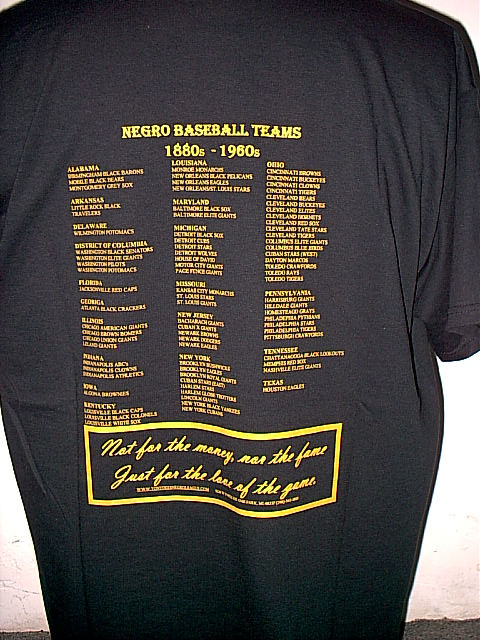 NEGRO BASEBALL TEAMS
1880s - 1960s
ALABAMA
BIRMINGHAM BLACK BARONS
MOBILE BLACK BEARS
MONTGOMERY GREY SOX
ARKANSAS
LITTLE ROCK BLACK
TRAVELERS
DELAWARE
WILMINGTON POTOMACS
DISTRICT OF COLUMBIA
WASHINGTON BLACK SENATORS
WASHINGTON ELITE GIANTS
WASHINGTON PILOTS
WASHINGTON POTOMACS
FLORIDA
JACKSONVILLE RED CAPS
GEORGIA
ATLANTA BLACK CRACKERS
ILLINOIS
CHICAGO AMERICAN GIANTS
CHICAGO BROWN BOMBERS
CHICAGO UNION GIANTS
LELAND GIANTS
INDIANA
INDIANAPOLIS ABC's
INDIANAPOLIS CLOWNS
INDIANAPOLIS ATHLETICS
IOWA
ALGONA BROWNIES
KENTUCKY
LOUISVILLE BLACK CAPS
LOUISVILLE BLACK COLONELS
LOUISVILLE WHITE SOX
LOUISIANA
MONROE MONARCHS
NEW ORLEANS BLACK PELICANS
NEW ORLEANS EAGLES
NEW ORLEANS/ST. LOUIS STARS
MARYLAND
BALTIMORE BLACK SOX
BALTIMORE ELITE GIANTS
MICHIGAN
DETROIT BLACK SOX
DETROIT CUBS
DETROIT STARS
DETROIT WOLVES
HOUSE OF DAVID
MOTOR CITY GIANTS
PAGE FENCE GIANTS
MISSOURI
KANSAS CITY MONARCHS
ST. LOUIS STARS
ST. LOUIS GIANTS
NEW JERSEY
BACHARACH GIANTS
CUBAN X GIANTS
NEWARK BROWNS
NEWARK DODGERS
NEWARK EAGLES
NEW YORK
BROOKLYN BUSHWICKS
BROOKLYN EAGLES
BROOKLYN ROYAL GIANTS
CUBAN STARS (EAST)
HARLEM STARS
HARLEM GLOBE TROTTERS
LINCOLN GIANTS
NEW YORK BLACK YANKEES
NEW YORK CUBANS
OHIO
CINCINNATI BROWNS
CINCINNATI BUCKEYES
CINCINNATI CLOWNS
CINCINNATI TIGERS
CLEVELAND BEARS
CLEVELAND BUCKEYES
CLEVELAND ELITES
CLEVELAND HORNETS
CLEVELAND RED SOX
CLEVELAND TATE STARS
CLEVELAND TIGERS
COLUMBUS ELITE GIANTS
COLUMBUS BLUE BIRDS
CUBAN STARS (WEST)
DAYTON MARCOS
TOLEDO CRAWFORDS
TOLEDO RAYS
TOLEDO TIGERS
PENNSYLVANIA
HARRISBURG GIANTS
HILLDALE GIANTS
HOMESTEAD GRAYS
PHILADELPHIA PYTHIANS
PHILADELPHIA STARS
PHILADELPHIA TIGERS
PITTSBURGH CRAWFORDS
TENNESSEE
CHATTANOOGA BLACK LOOKOUTS
MEMPHIS RED SOX
NASHVILLE ELITE GIANTS
TEXAS
HOUSTON EAGLES
Not for the money, nor the fame
Just for the love of the game.